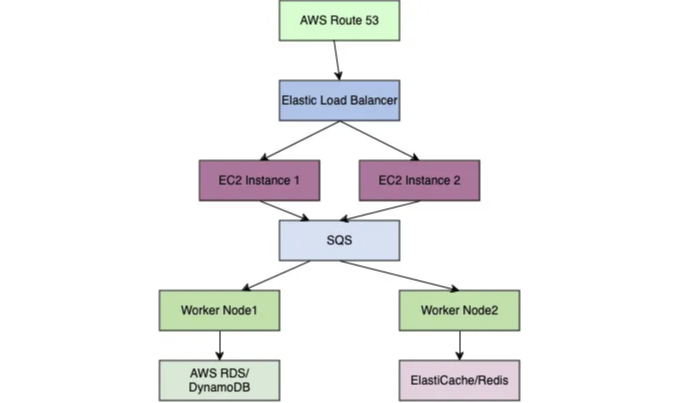 AWS Route 53
Elastic Load Balancer
EC2 Instance 1
EC2 Instance 2
SQS
Worker Node1
Worker Node2
AWS RDS/
DynamoDB
ElastiCache/Redis